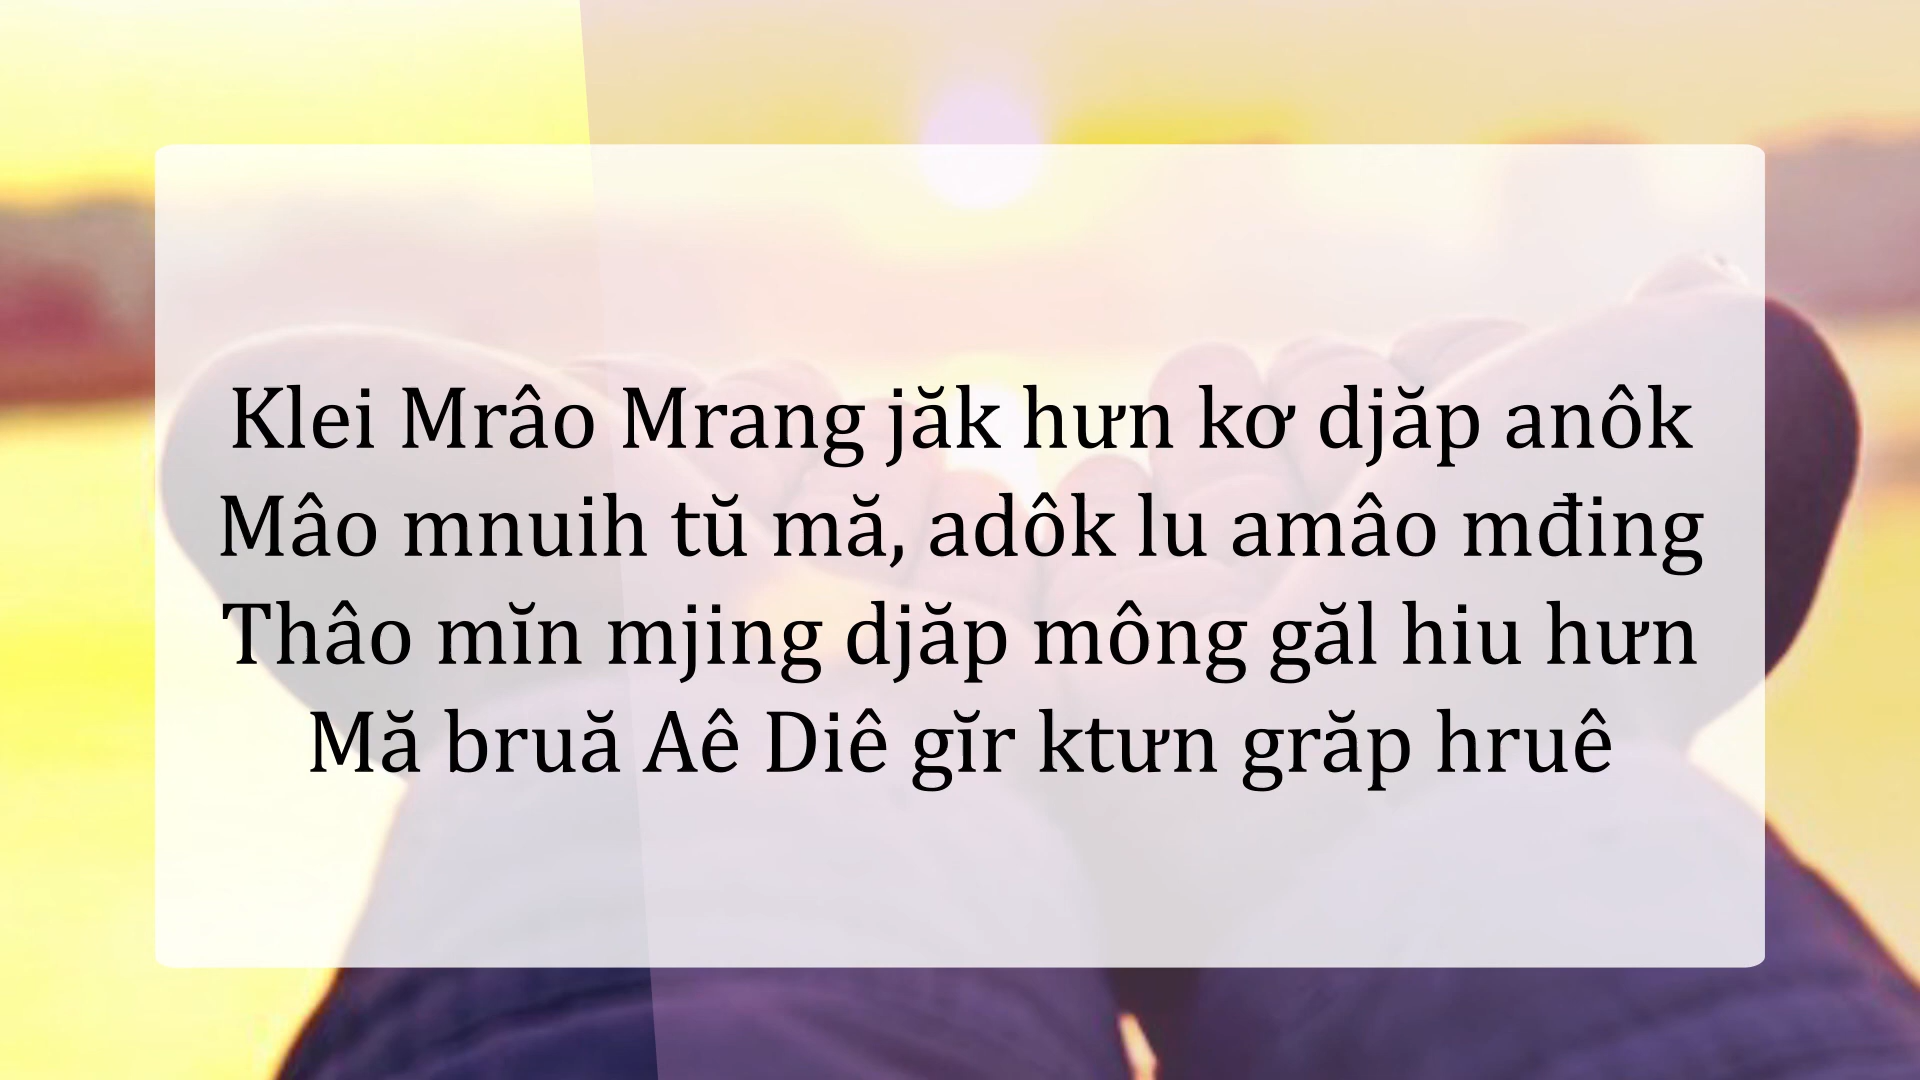 Klei Mrâo Mrang jăk hưn kơ djăp anôk
Mâo mnuih tŭ mă, adôk lu amâo mđing
Thâo mĭn mjing djăp mông găl hiu hưn
Mă bruă Aê Diê gĭr ktưn grăp hruê